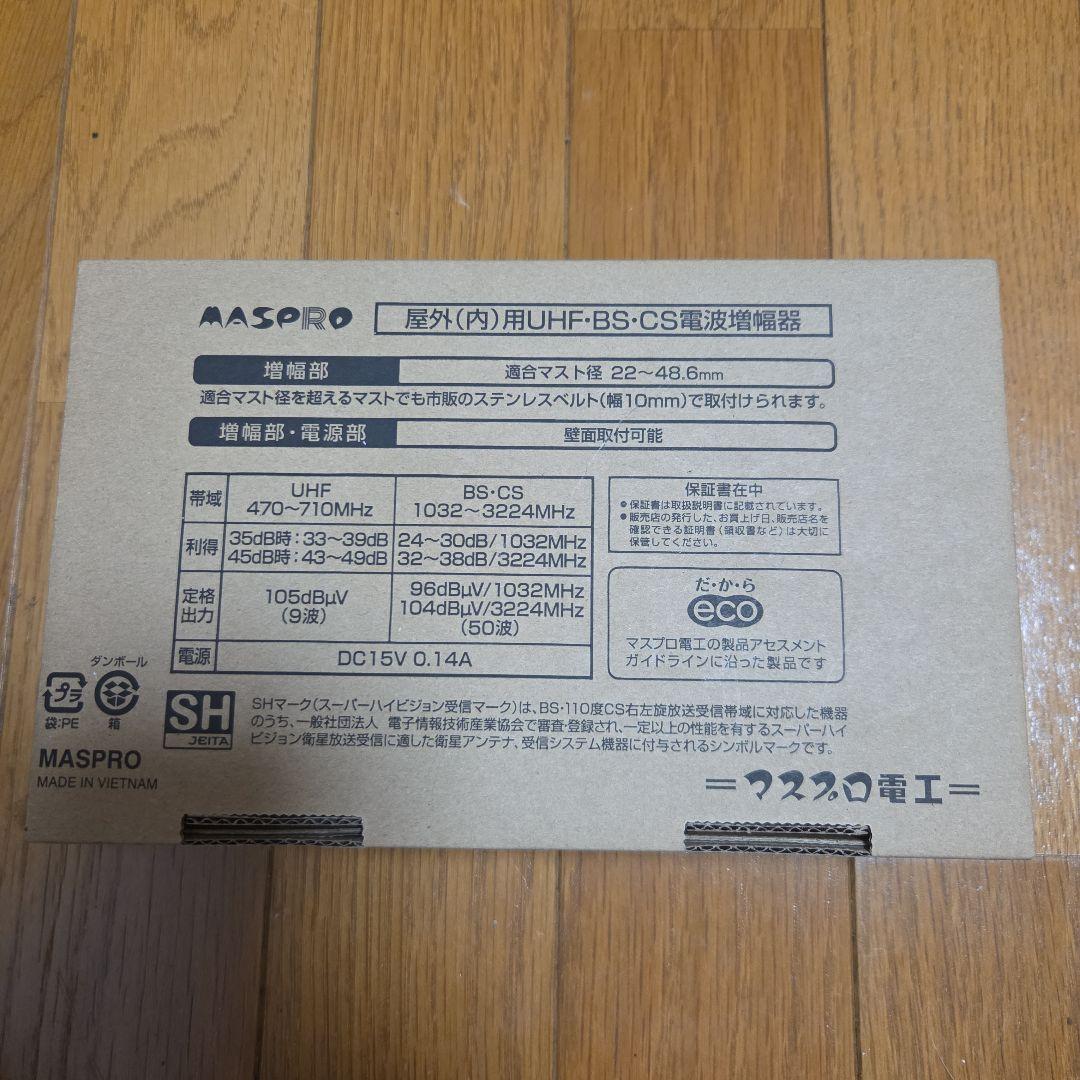 MASPRO 屋外(内)用UHF・BS・CS電波増幅器
増幅部 適合マスト径 22〜48.6mm
適合マスト径を超えるマストでも市販のステンレスベルト(幅10mm)で取付けられます。
増幅部・電源部 壁面取付可能
帯域 UHF 470〜710MHz BS・CS 1032〜3224MHz
利得 35dB時:33〜39dB 24〜30dB/1032MHz
45dB時:43〜49dB 32〜38dB/3224MHz
定格出力 105dBμV (9波) 96dBμV/1032MHz
104dBμV/3224MHz
(50波)
電源 DC15V 0.14A
保証書在中
●保証書は取扱説明書に記載されています。
●販売店の発行した、お買上げ日、販売店名を
確認できる証明書(領収書など)は大切に
保管してください。
だ・か・ら
eco
マスプロ電工の製品アセスメント
ガイドラインに沿った製品です
ダンボール
プラ
袋:PE 箱
SH
JEITA
SHマーク(スーパーハイビジョン受信マーク)は、BS・110度CS右左旋放送受信帯域に対応した機器
のうち、一般社団法人 電子情報技術産業協会で審査・登録され、一定以上の性能を有するスーパーハイ
ビジョン衛星放送受信に適した衛星アンテナ、受信システム機器に付与されるシンボルマークです。
MASPRO
MADE IN VIETNAM
=マスプロ電工=